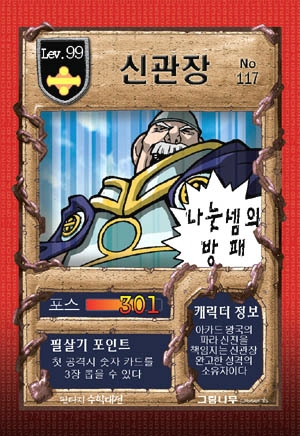 Lev.99
신관장
No
117
나눗셈의
방패
포스 301
필살기 포인트
첫 공격시 숫자 카드를
3장 뽑을 수 있다
캐릭터 정보
아카드 왕국의
파라 신전을
책임지는 신관장
완고한 성격의
소유자이다
판타지 수학대전
그림나무